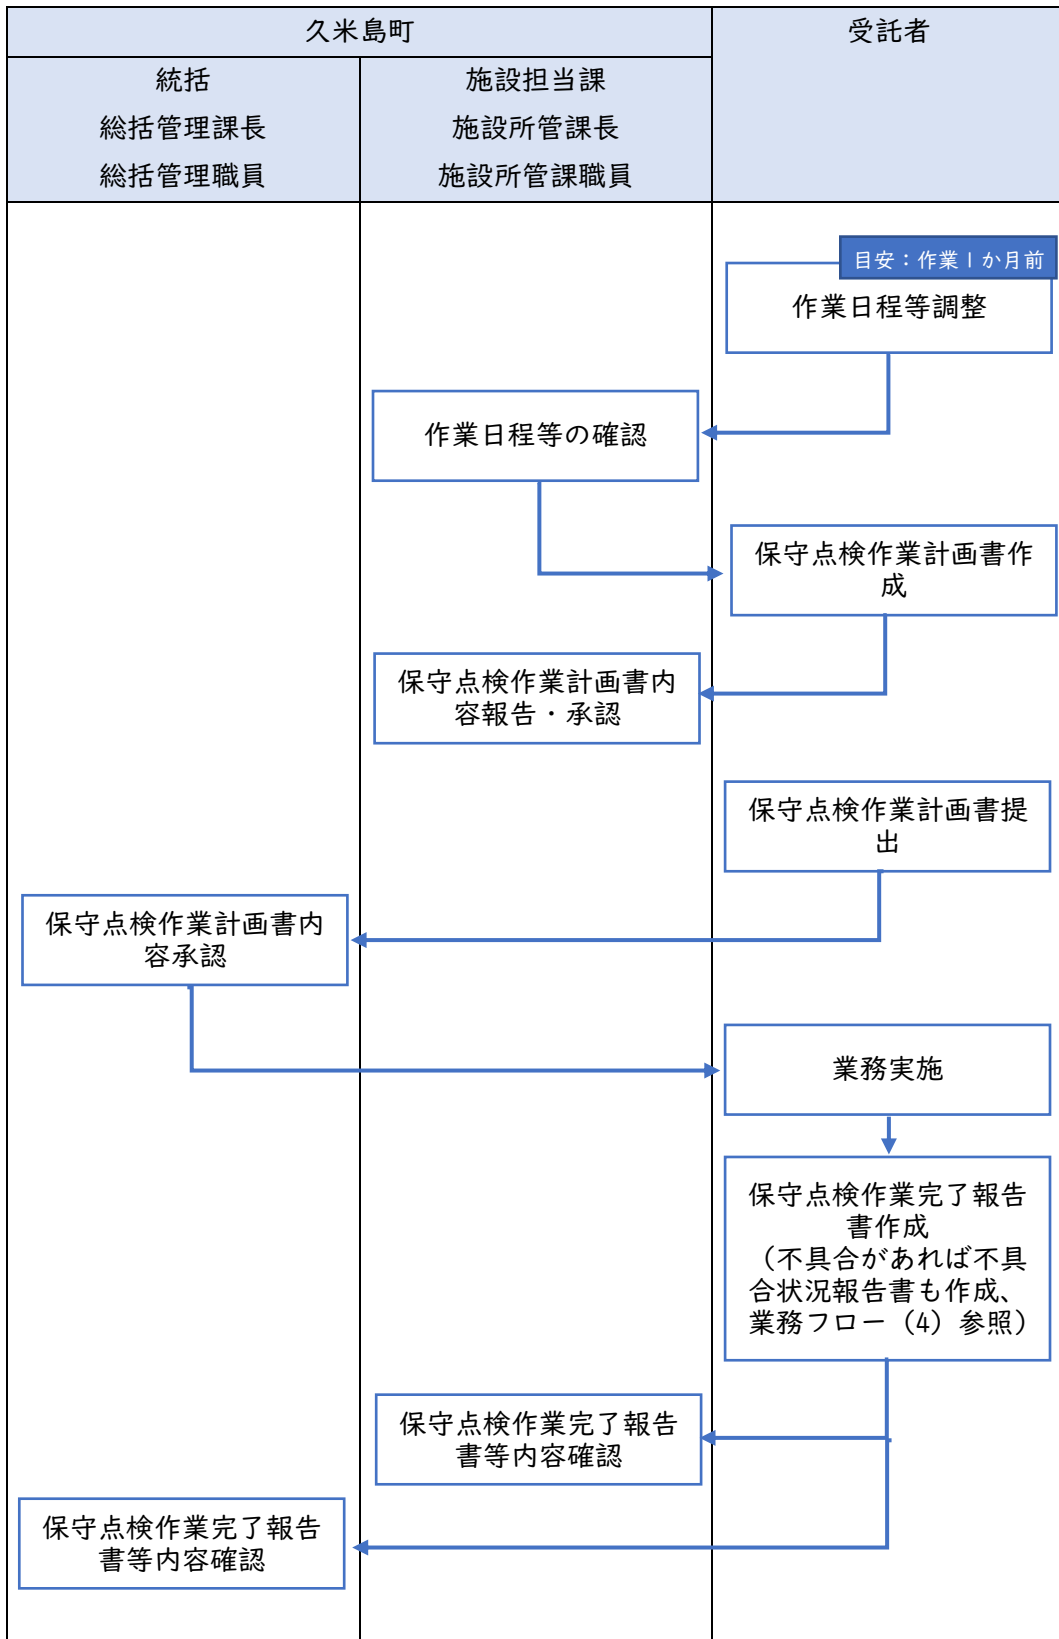 久米島町
受託者
統括
総括管理課長
総括管理職員
施設担当課
施設所管課長
施設所管課職員
目安：作業1か月前
作業日程等調整
作業日程等の確認
保守点検作業計画書作
成
保守点検作業計画書内
容報告・承認
保守点検作業計画書提
出
保守点検作業計画書内
容承認
業務実施
保守点検作業完了報告
書作成
（不具合があれば不具
合状況報告書も作成、
業務フロー（4）参照）
保守点検作業完了報告
書等内容確認
保守点検作業完了報告
書等内容確認